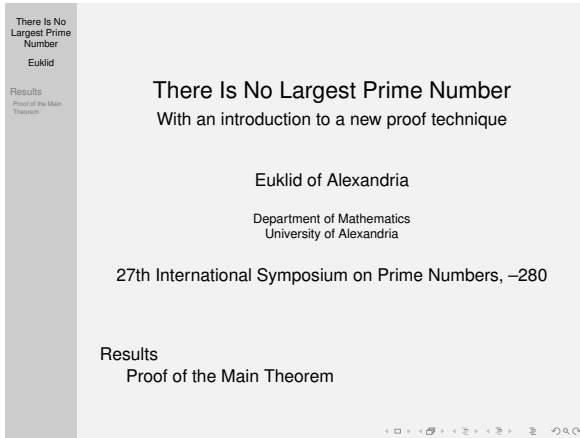 There Is No
Largest Prime
Number
Euklid
Results
Proof of the Main
Theorem
There Is No Largest Prime Number
With an introduction to a new proof technique
Euklid of Alexandria
Department of Mathematics
University of Alexandria
27th International Symposium on Prime Numbers, –280
Results
Proof of the Main Theorem